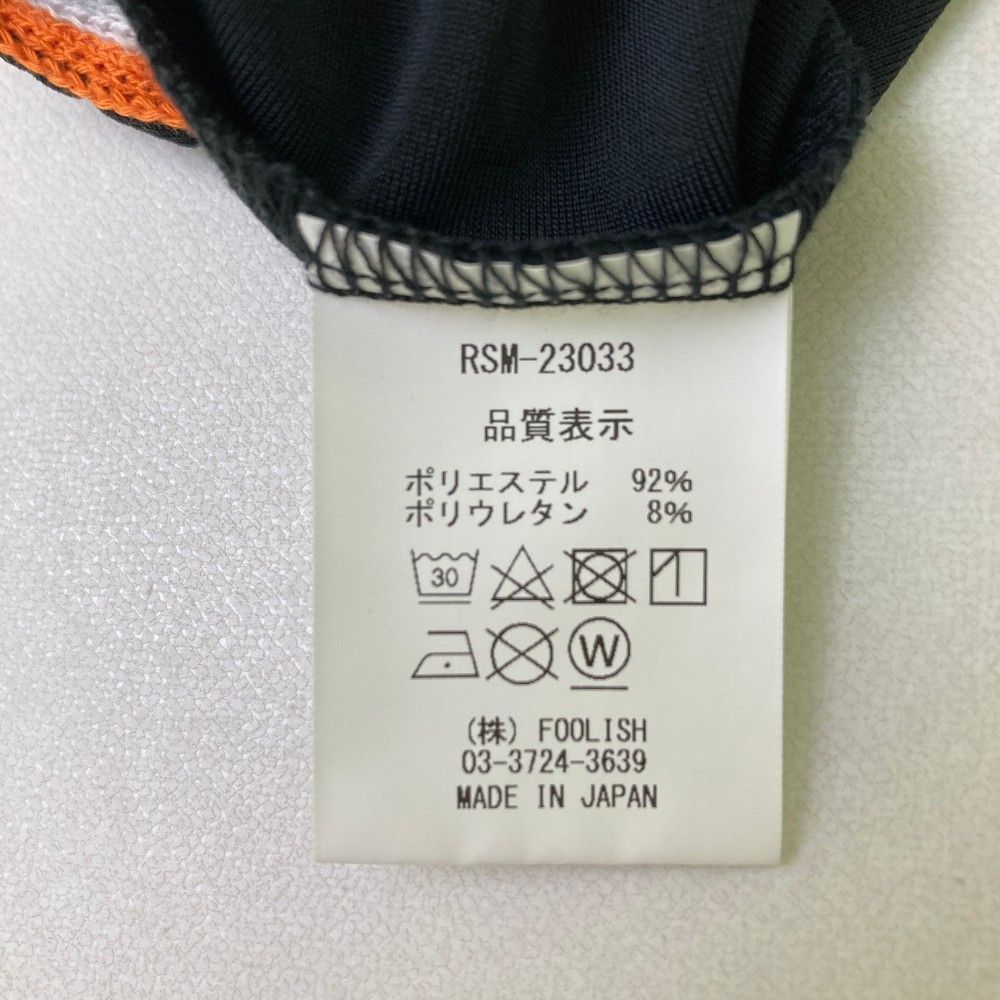 RSM-23033
品質表示
ポリエステル 92%
ポリウレタン 8%
30
W
(株) FOOLISH
03-3724-3639
MADE IN JAPAN